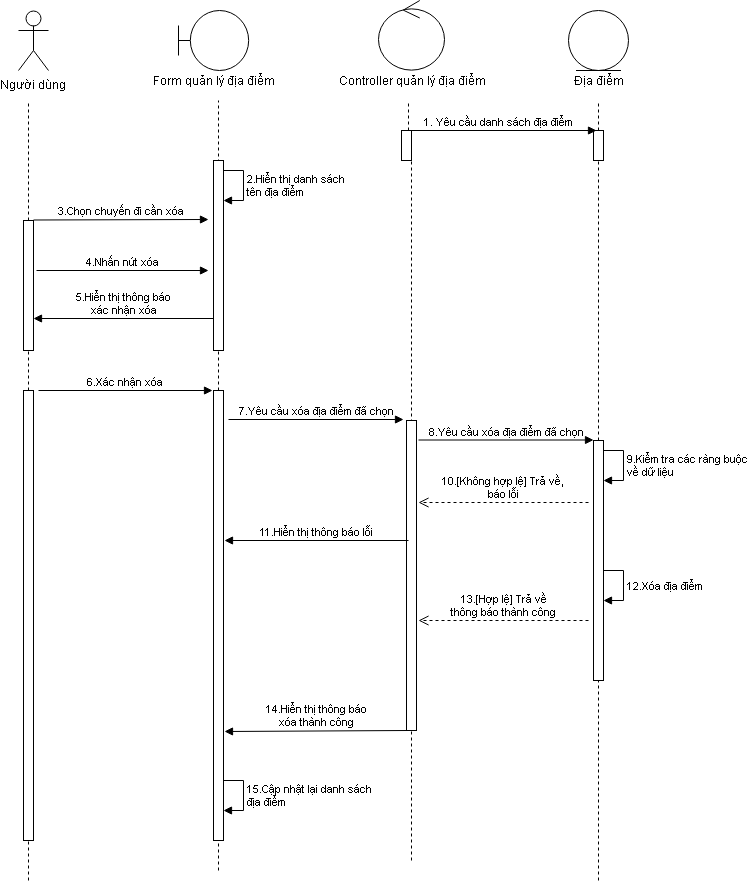 Người dùng
Form quản lý địa điểm
Controller quản lý địa điểm
Địa điểm
1. Yêu cầu danh sách địa điểm
2.Hiển thị danh sách
tên địa điểm
3.Chọn chuyến đi cần xóa
4.Nhấn nút xóa
5.Hiển thị thông báo
xác nhận xóa
6.Xác nhận xóa
7.Yêu cầu xóa địa điểm đã chọn
8.Yêu cầu xóa địa điểm đã chọn
9.Kiểm tra các ràng buộc
về dữ liệu
10.[Không hợp lệ] Trả về,
báo lỗi
11.Hiển thị thông báo lỗi
12.Xóa địa điểm
13.[Hợp lệ] Trả về
thông báo thành công
14.Hiển thị thông báo
xóa thành công
15.Cập nhật lại danh sách
địa điểm